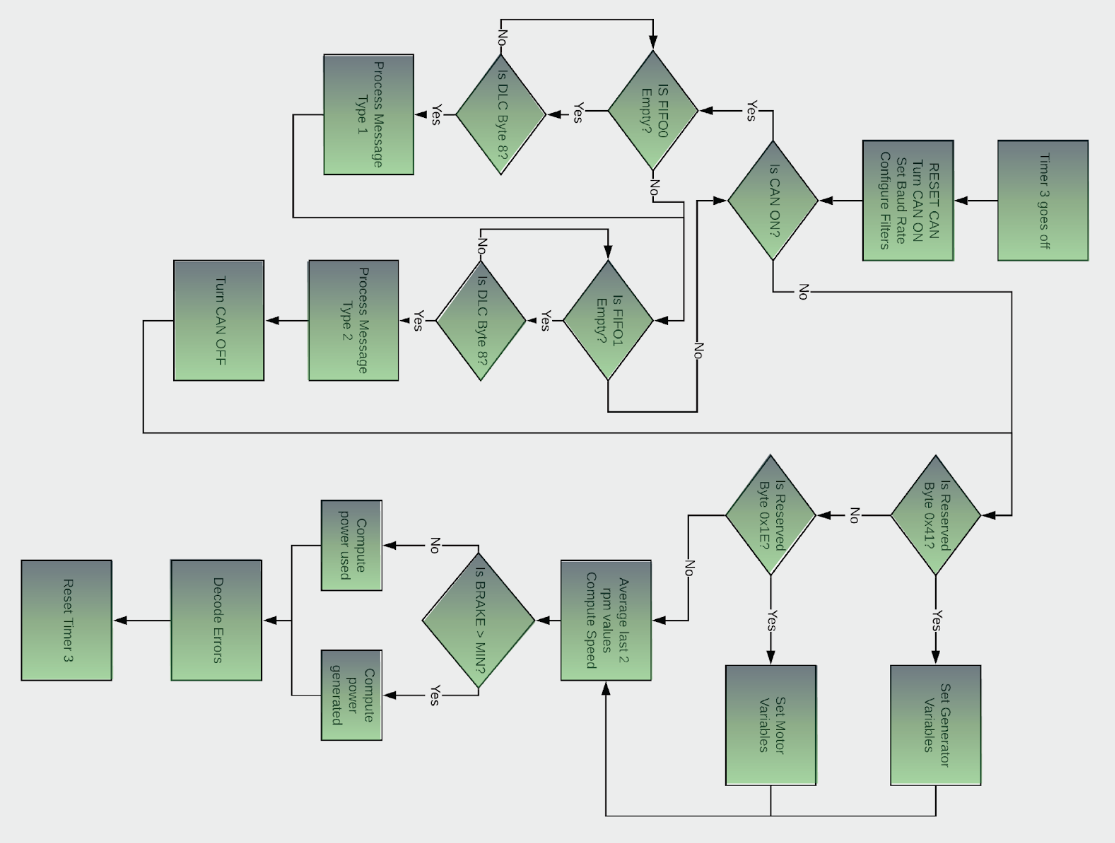 Timer 3 goes off
RESET CAN
Turn CAN ON
Set Baud Rate
Configure Filters
Is CAN ON?
Yes
No
IS FIFO0
Empty?
No
Yes
Is DLC Byte 8?
No
Yes
Process Message
Type 1
Is FIFO1
Empty?
No
Yes
Is DLC Byte 8?
No
Yes
Process Message
Type 2
Turn CAN OFF
Is Reserved
Byte 0x41?
Yes
Set Generator
Variables
No
Is Reserved
Byte 0x1E?
Yes
Set Motor
Variables
No
Average last 2
rpm values
Compute Speed
Is BRAKE > MIN?
No
Yes
Compute
power used
Compute
power
generated
Decode Errors
Reset Timer 3